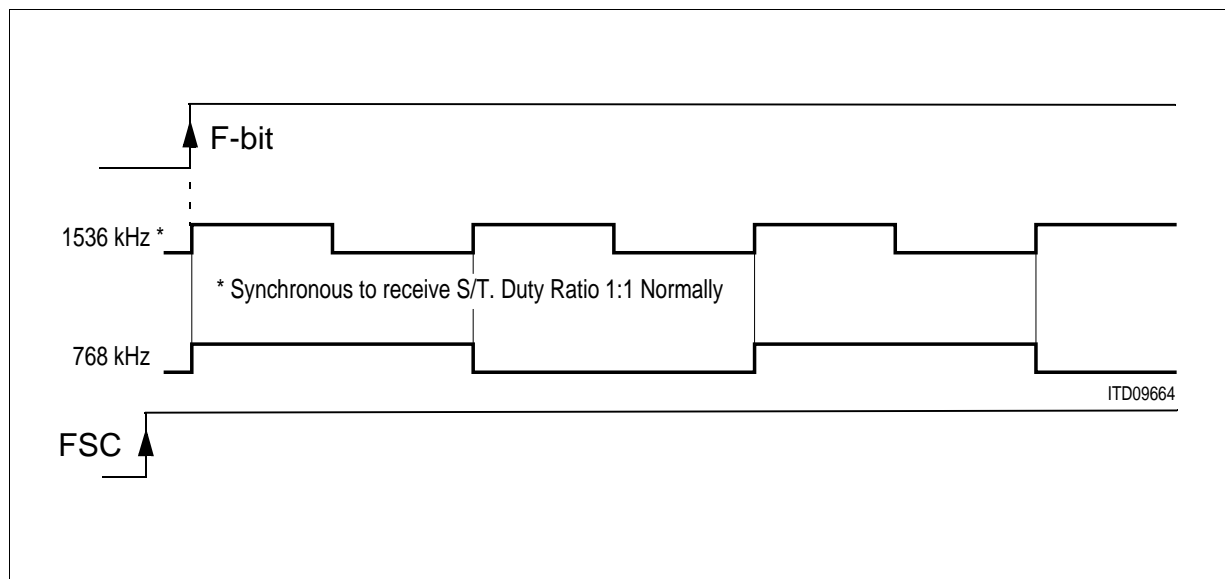 F-bit
1536 kHz *
* Synchronous to receive S/T. Duty Ratio 1:1 Normally
768 kHz
ITD09664
FSC